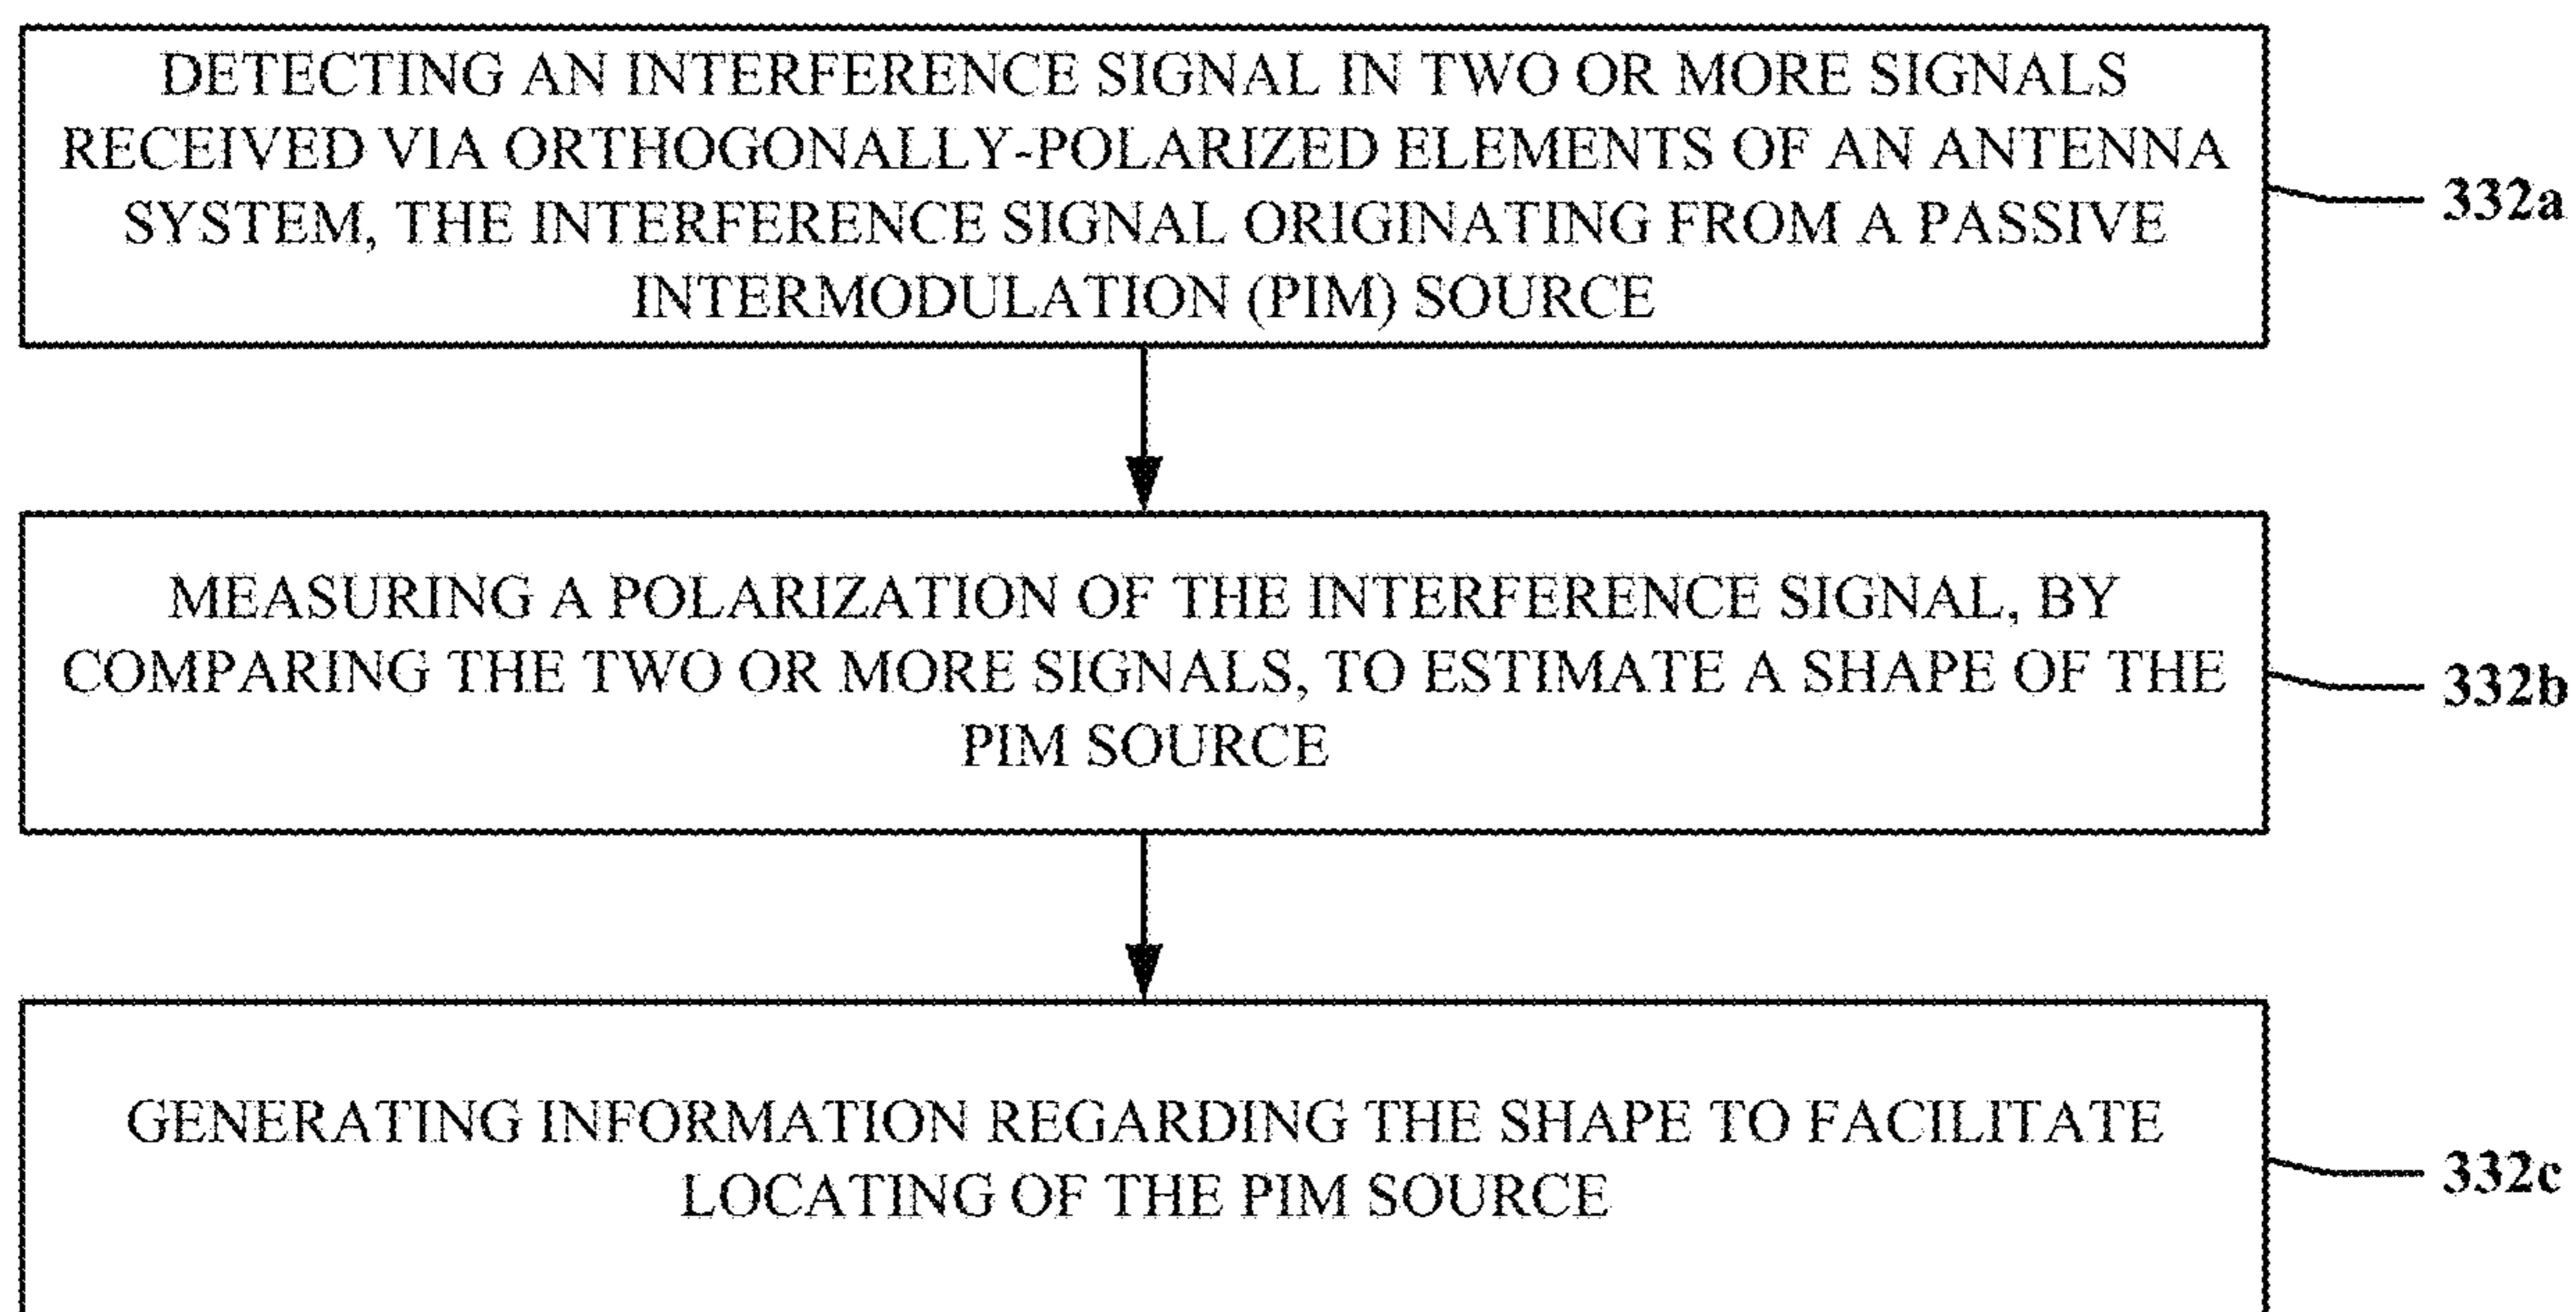 DETECTING AN INTERFERENCE SIGNAL IN TWO OR MORE SIGNALS
RECEIVED VIA ORTHOGONALLY-POLARIZED ELEMENTS OF AN ANTENNA
SYSTEM, THE INTERFERENCE SIGNAL ORIGINATING FROM A PASSIVE
INTERMODULATION (PIM) SOURCE
332a
MEASURING A POLARIZATION OF THE INTERFERENCE SIGNAL, BY
COMPARING THE TWO OR MORE SIGNALS, TO ESTIMATE A SHAPE OF THE
PIM SOURCE
332b
GENERATING INFORMATION REGARDING THE SHAPE TO FACILITATE
LOCATING OF THE PIM SOURCE
332c